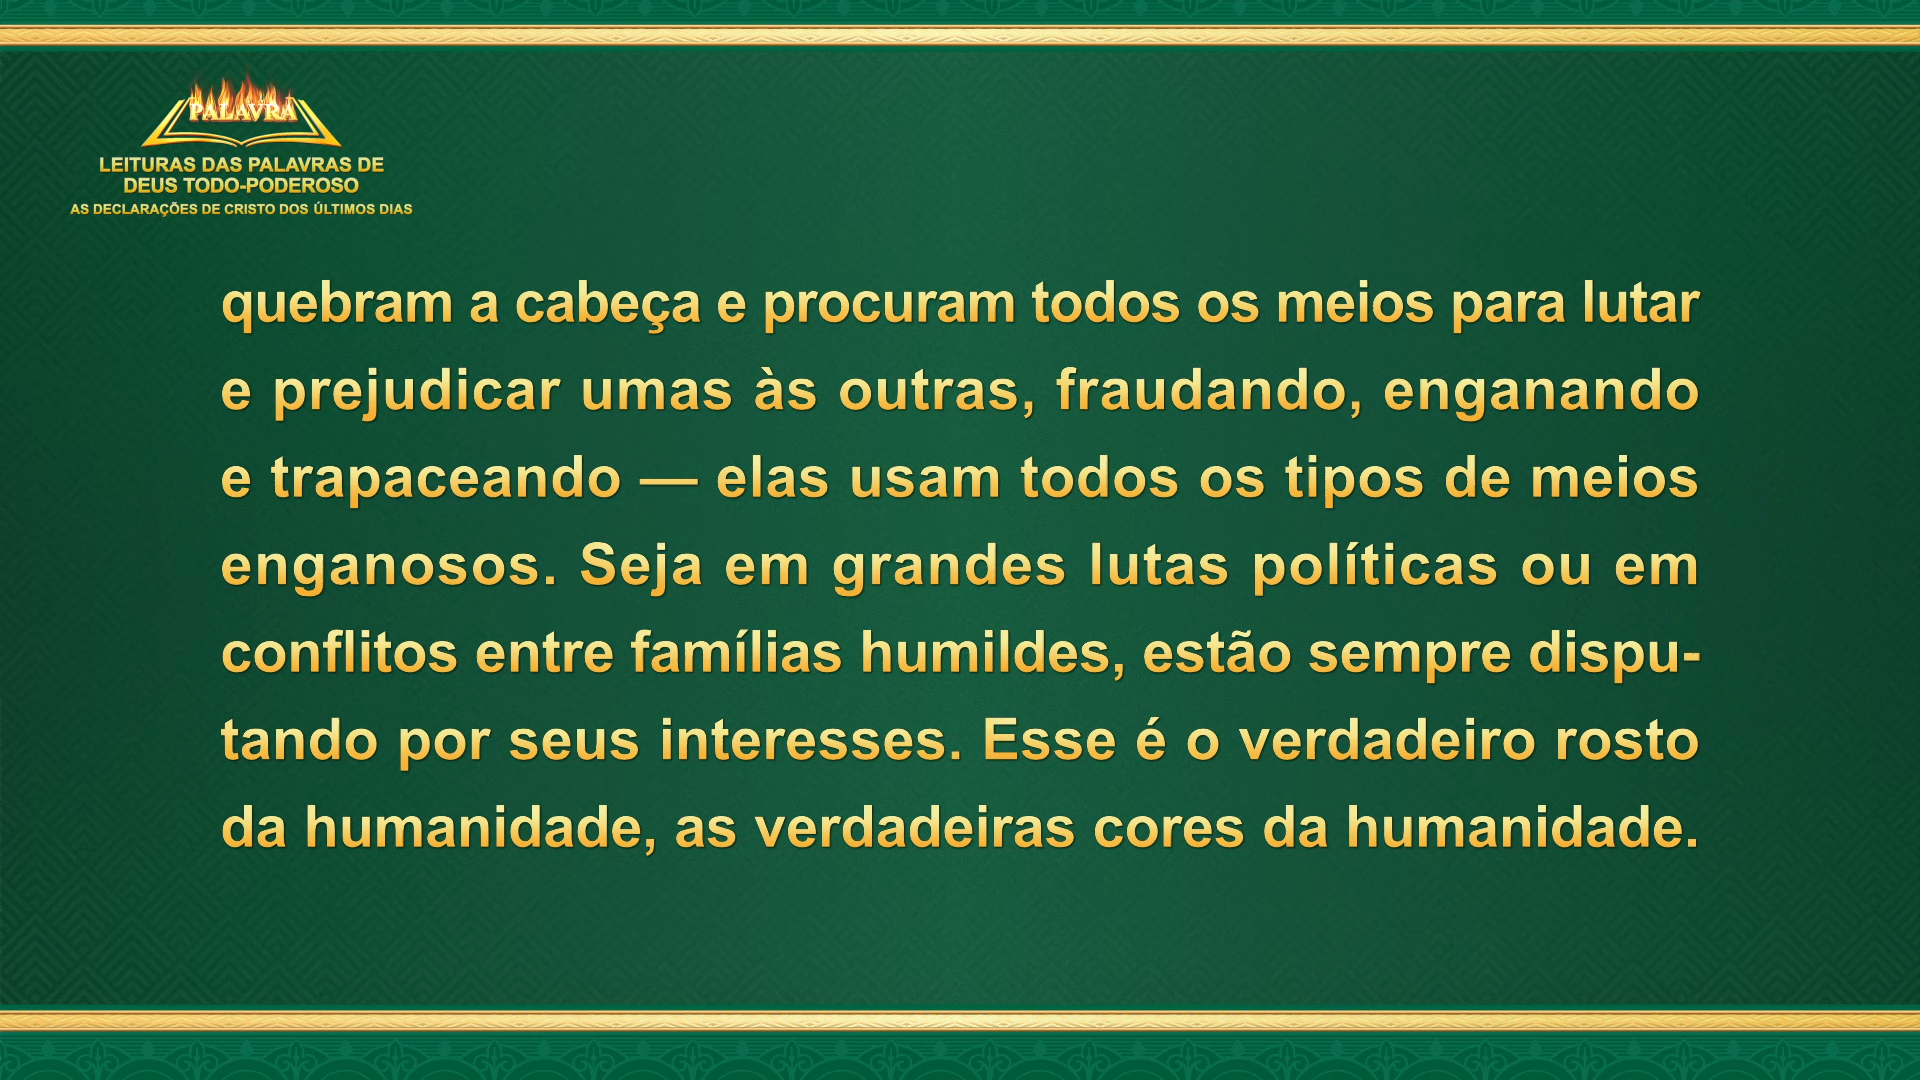 PALAVRA
LEITURAS DAS PALAVRAS DE
DEUS TODO-PODEROSO
AS DECLARAÇÕES DE CRISTO DOS ÚLTIMOS DIAS
quebram a cabeça e procuram todos os meios para lutar
e prejudicar umas às outras, fraudando, enganando
e trapaceando — elas usam todos os tipos de meios
enganosos. Seja em grandes lutas políticas ou em
conflitos entre famílias humildes, estão sempre dispu-
tando por seus interesses. Esse é o verdadeiro rosto
da humanidade, as verdadeiras cores da humanidade.